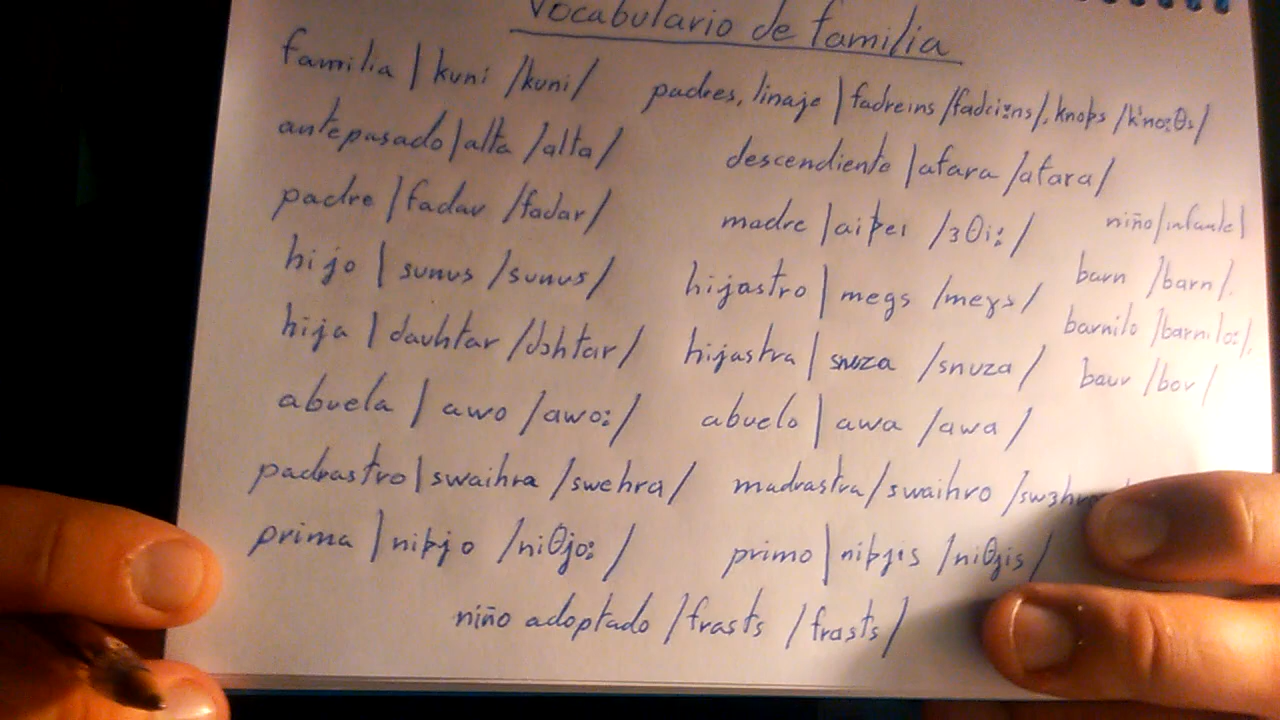 Vocabulario de familia
familia | kuni /kuni/
padres, linaje | fadreins /fadri:ns/, knoþs /kno:θs/
antepasado | alta /alta/
descendiente | afara /afara/
padre | fadar /fadar/
madre | aiþei /ɜθi:/
niño/infante|
hijo | sunus /sunus/
hijastro | megs /meɣs/
barn /barn/.
barnilo /barnilo:/,
hija | dauhtar /dɔhtar/
hijastra | snuza /snuza/
baur /bor/
abuela | awo /awo:/
abuelo | awa /awa/
padrastro | swaihra /swehra/
madrastra / swaihro
prima | niþjo /niθjo:/
primo | niþjis /niθjis/
niño adoptado /frasts /frasts/